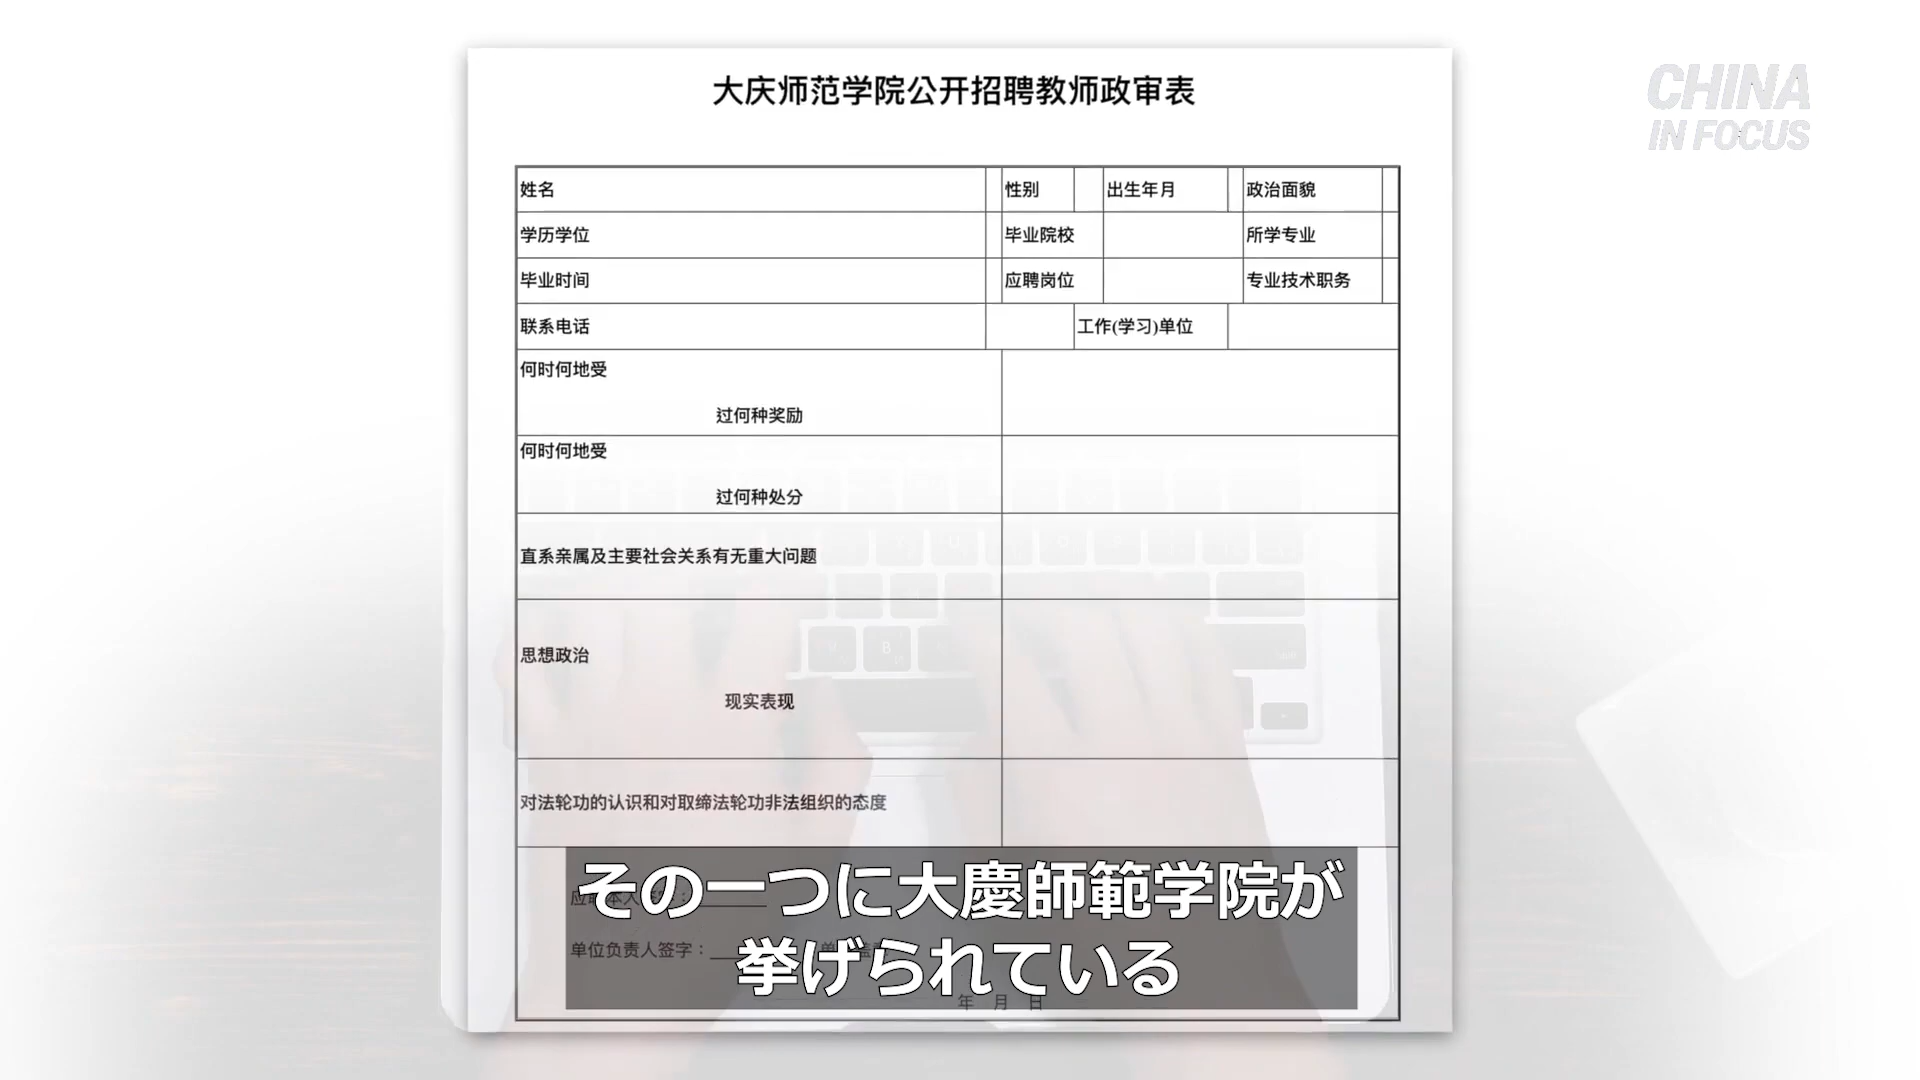 大庆师范学院公开招聘教师政审表
CHINA
IN FOCUS
姓名 性别 出生年月 政治面貌
学历学位 毕业院校 所学专业
毕业时间 应聘岗位 专业技术职务
联系电话 工作(学习)单位
何时何地受
过何种奖励
何时何地受
过何种处分
直系亲属及主要社会关系有无重大问题
思想政治
现实表现
对法轮功的认识和对取缔法轮功非法组织的态度
单位负责人签字：
年 月 日
その一つに大慶師範学院が
挙げられている